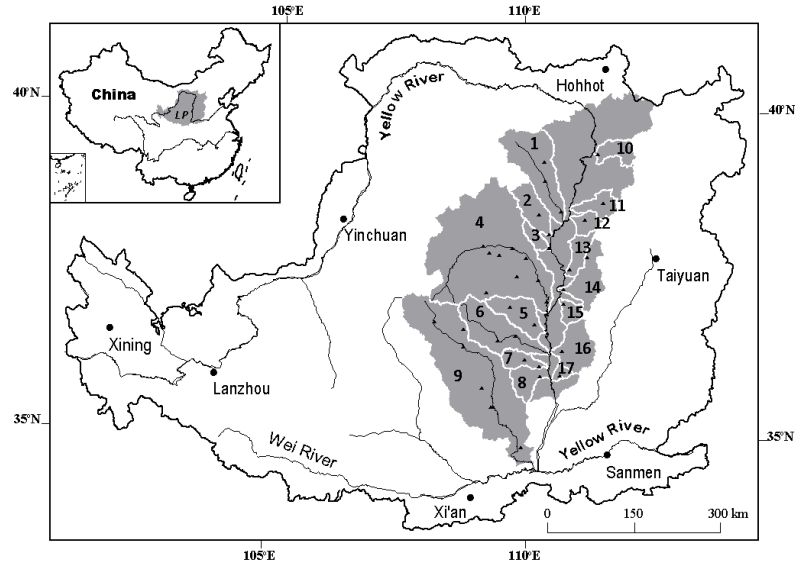 105°E
110°E
40°N
40°N
China
LP
Yellow River
Hohhot
1
10
2
11
12
4
3
13
Yinchuan
Taiyuan
14
6
5
15
Xining
16
7
17
9
8
Lanzhou
35°N
35°N
Wei River
Yellow River
Sanmen
Xi'an
0
150
300 km
105°E
110°E